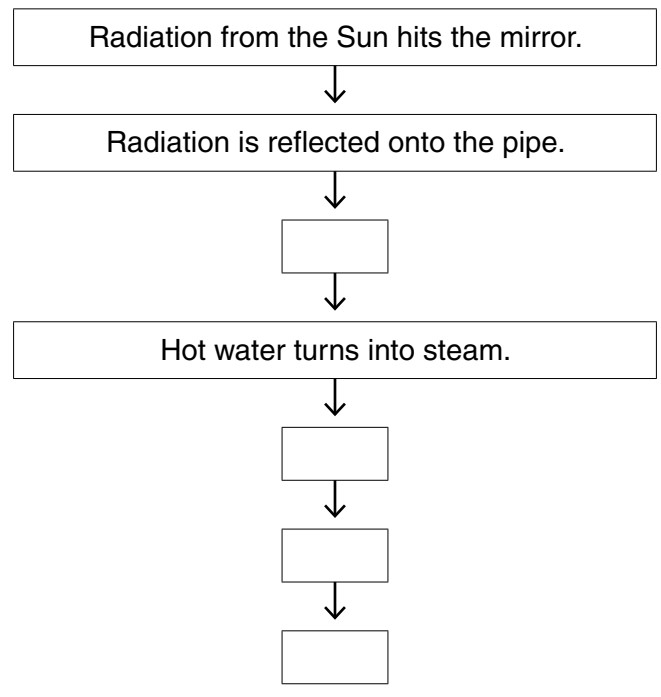 Radiation from the Sun hits the mirror.
Radiation is reflected onto the pipe.
Hot water turns into steam.